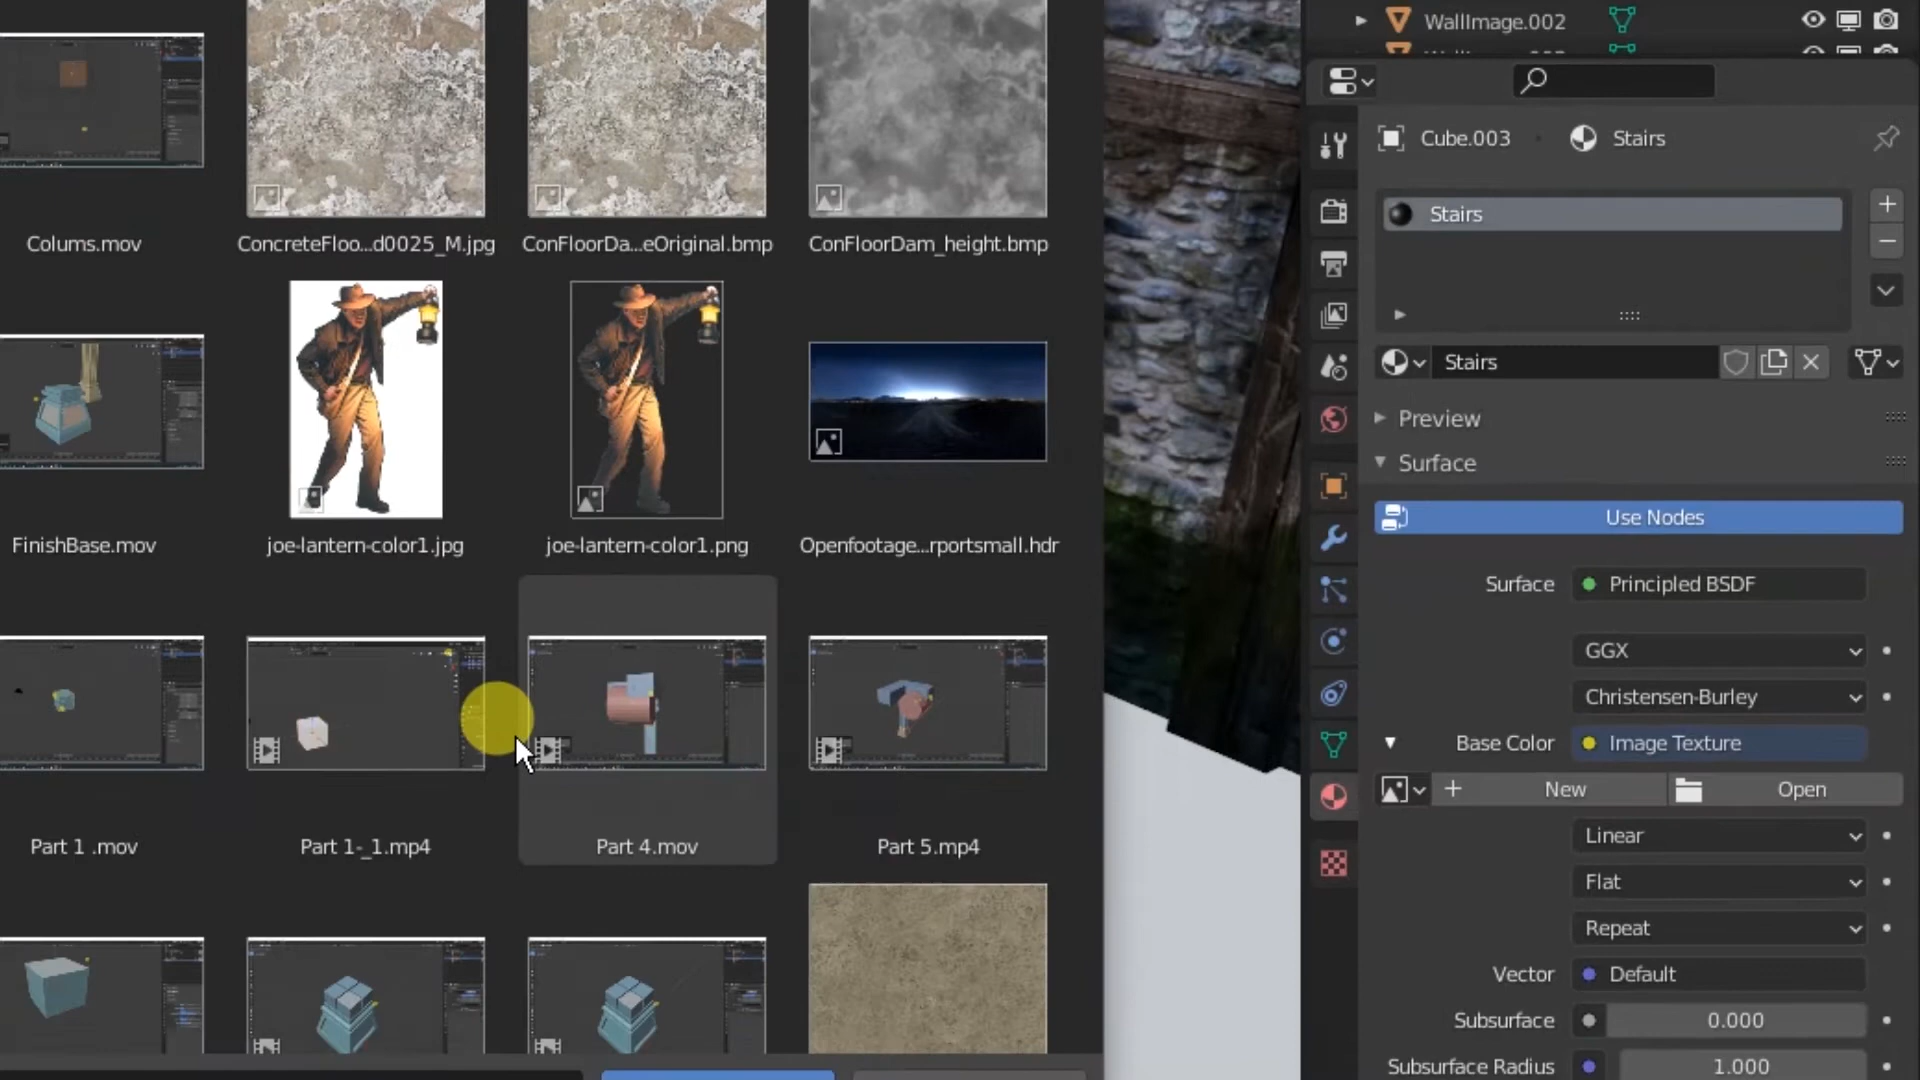 WallImage.002
Cube.003
Stairs
Stairs
Stairs
Preview
Surface
Use Nodes
Surface
Principled BSDF
GGX
Christensen-Burley
Base Color
Image Texture
New
Open
Linear
Flat
Repeat
Vector
Default
Subsurface
0.000
Subsurface Radius
1.000
Colums.mov
ConcreteFloo...d0025_M.jpg
ConFloorDa...eOriginal.bmp
ConFloorDam_height.bmp
FinishBase.mov
joe-lantern-color1.jpg
joe-lantern-color1.png
Openfootage...rportsmall.hdr
Part 1 .mov
Part 1-_1.mp4
Part 4.mov
Part 5.mp4